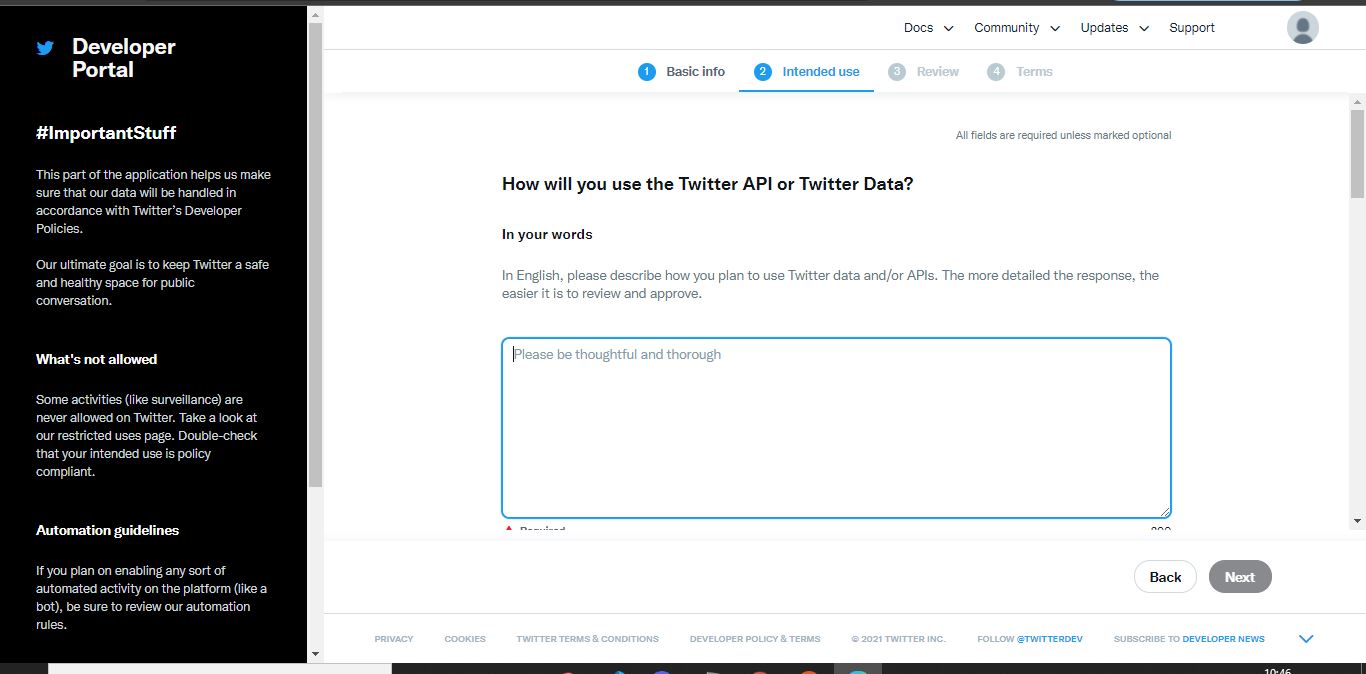 Developer
Portal
#ImportantStuff
This part of the application helps us make
sure that our data will be handled in
accordance with Twitter's Developer
Policies.
Our ultimate goal is to keep Twitter a safe
and healthy space for public
conversation.
What's not allowed
Some activities (like surveillance) are
never allowed on Twitter. Take a look at
our restricted uses page. Double-check
that your intended use is policy
compliant.
Automation guidelines
If you plan on enabling any sort of
automated activity on the platform (like a
bot), be sure to review our automation
rules.
Docs Community Updates Support
1 Basic info 2 Intended use 3 Review 4 Terms
All fields are required unless marked optional
How will you use the Twitter API or Twitter Data?
In your words
In English, please describe how you plan to use Twitter data and/or APIs. The more detailed the response, the
easier it is to review and approve.
Please be thoughtful and thorough
Required
Back Next
PRIVACY COOKIES TWITTER TERMS & CONDITIONS DEVELOPER POLICY & TERMS © 2021 TWITTER INC. FOLLOW @TWITTERDEV SUBSCRIBE TO DEVELOPER NEWS
10:46